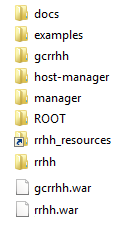 docs
examples
gcrrhh
host-manager
manager
ROOT
rrhh_resources
rrhh
gcrrhh.war
rrhh.war